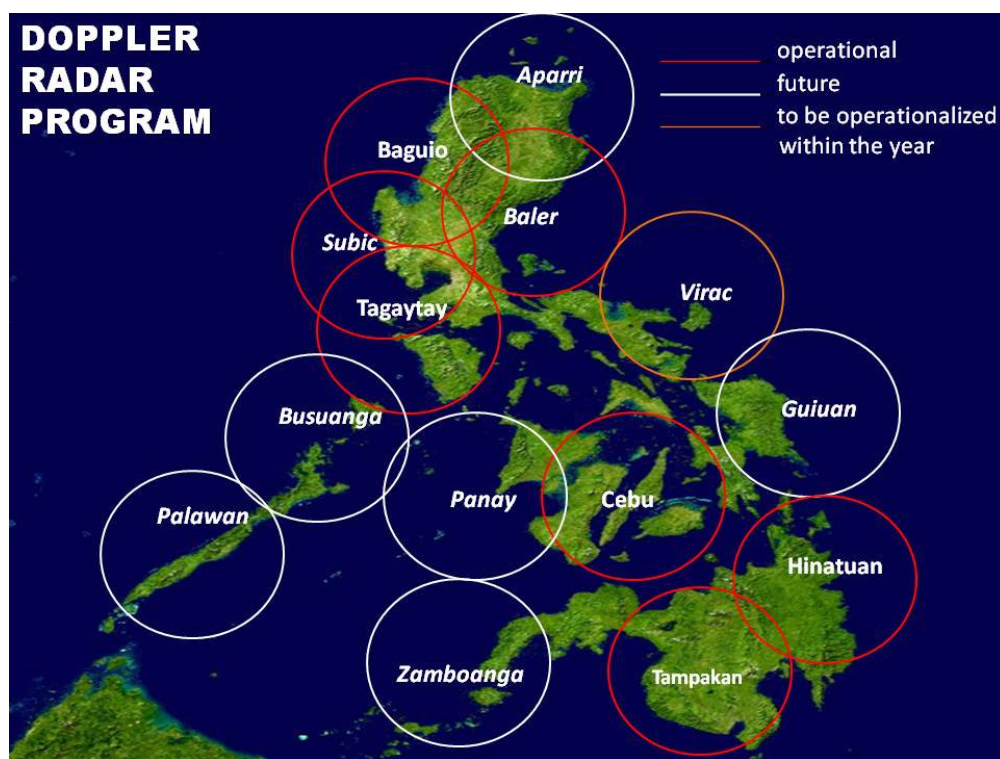 DOPPLER
RADAR
PROGRAM
operational
future
to be operationalized
within the year
Aparri
Baguio
Baler
Subic
Virac
Tagaytay
Guiuan
Busuanga
Panay
Cebu
Palawan
Hinatuan
Zamboanga
Tampakan